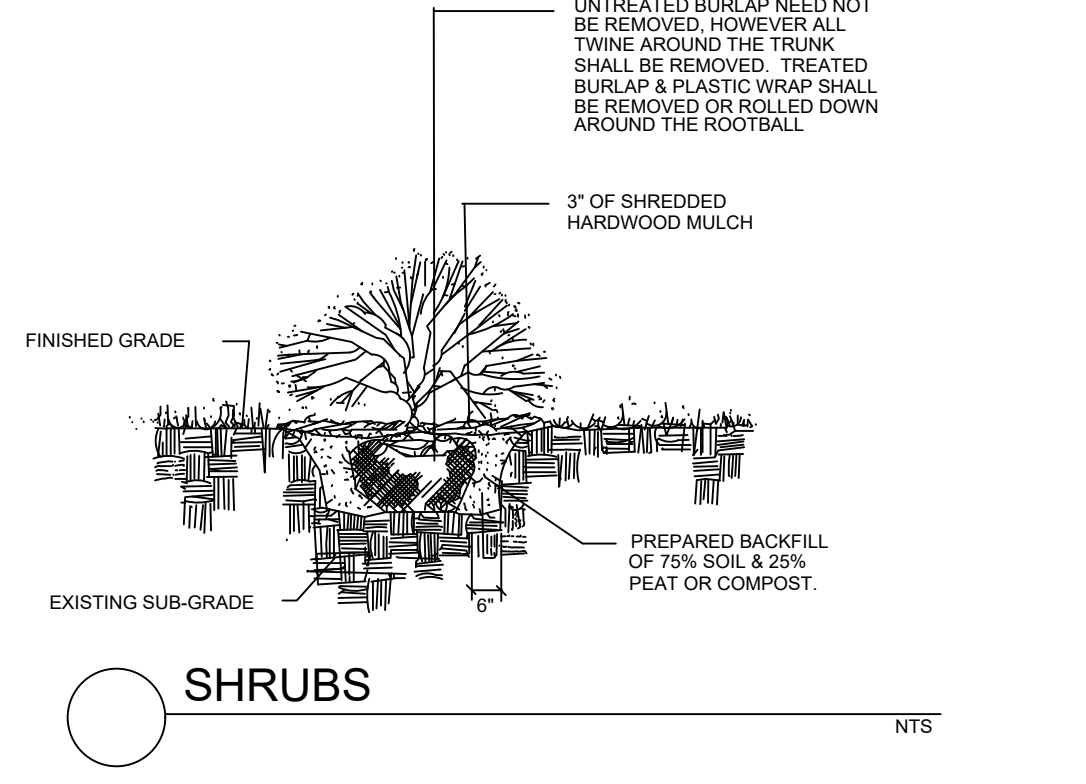 UNTREATED BURLAP NEED NOT
BE REMOVED, HOWEVER ALL
TWINE AROUND THE TRUNK
SHALL BE REMOVED. TREATED
BURLAP & PLASTIC WRAP SHALL
BE REMOVED OR ROLLED DOWN
AROUND THE ROOTBALL
3" OF SHREDDED
HARDWOOD MULCH
FINISHED GRADE
PREPARED BACKFILL
OF 75% SOIL & 25%
PEAT OR COMPOST.
EXISTING SUB-GRADE
6"
SHRUBS
NTS